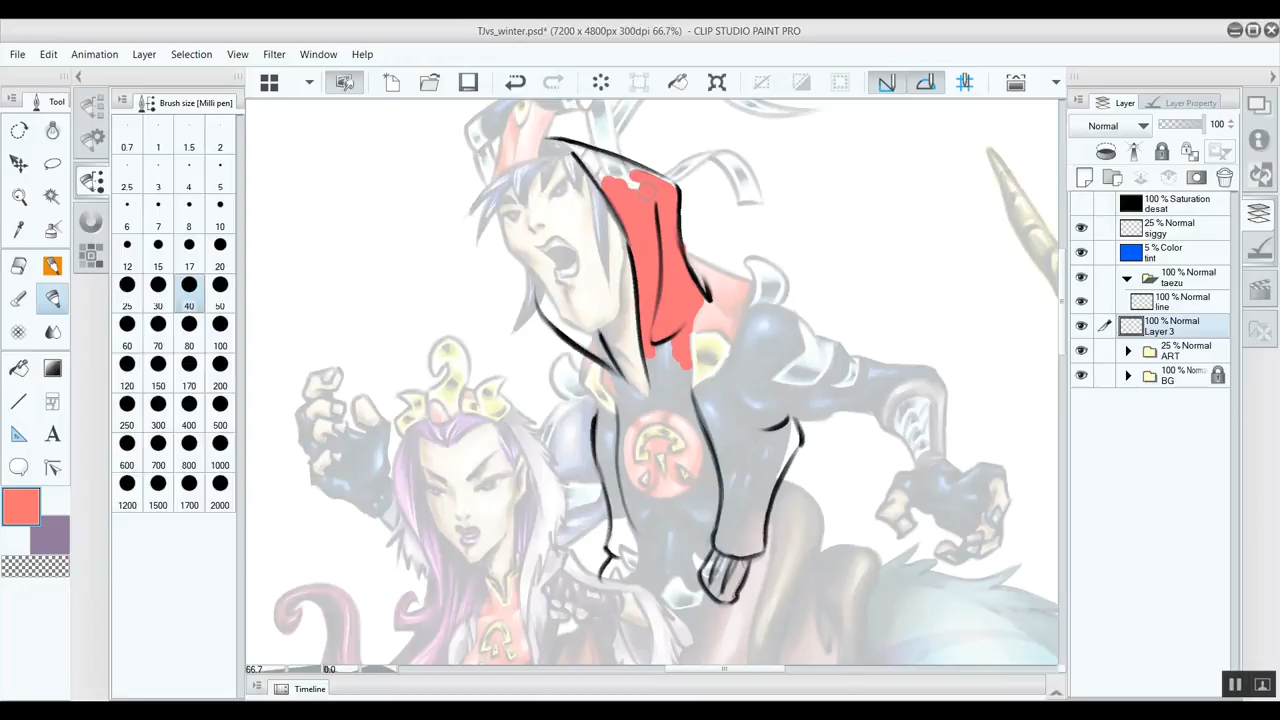 TJvs_winter.psd* (7200 x 4800px 300dpi 66.7%) - CLIP STUDIO PAINT PRO
File Edit Animation Layer Selection View Filter Window Help
Tool
Brush size [Milli pen]
Layer
Layer Property
Normal
100
0.7 1 1.5 2
2.5 3 4 5
6 7 8 10
12 15 17 20
25 30 40 50
60 70 80 100
120 150 170 200
250 300 400 500
600 700 800 1000
1200 1500 1700 2000
100 % Saturation
desat
25 % Normal
siggy
5 % Color
tint
100 % Normal
taezu
100 % Normal
line
100 % Normal
Layer 3
25 % Normal
ART
100 % Norma
BG
66.7
0.0
Timeline